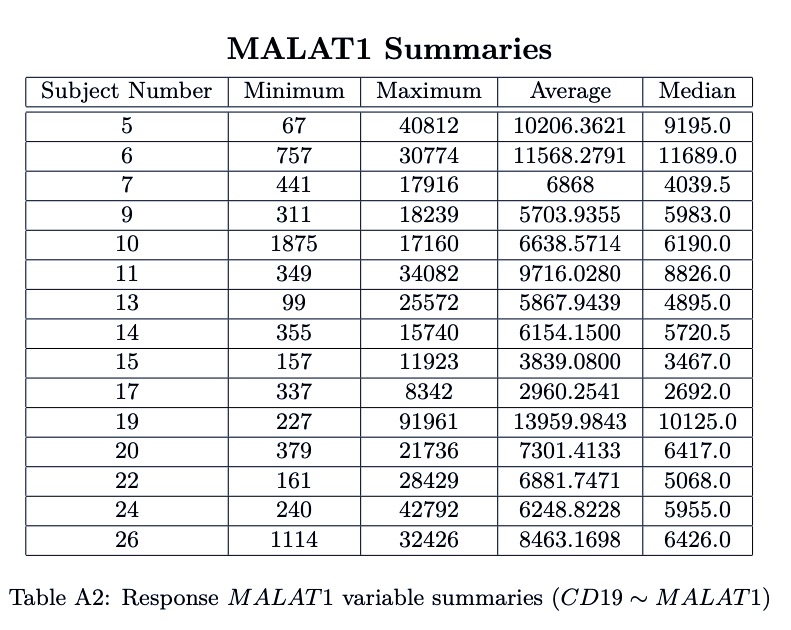 MALAT1 Summaries
Subject Number Minimum Maximum Average Median
5 67 40812 10206.3621 9195.0
6 757 30774 11568.2791 11689.0
7 441 17916 6868 4039.5
9 311 18239 5703.9355 5983.0
10 1875 17160 6638.5714 6190.0
11 349 34082 9716.0280 8826.0
13 99 25572 5867.9439 4895.0
14 355 15740 6154.1500 5720.5
15 157 11923 3839.0800 3467.0
17 337 8342 2960.2541 2692.0
19 227 91961 13959.9843 10125.0
20 379 21736 7301.4133 6417.0
22 161 28429 6881.7471 5068.0
24 240 42792 6248.8228 5955.0
26 1114 32426 8463.1698 6426.0
Table A2: Response MALAT1 variable summaries (CD19 ∼ MALAT1)